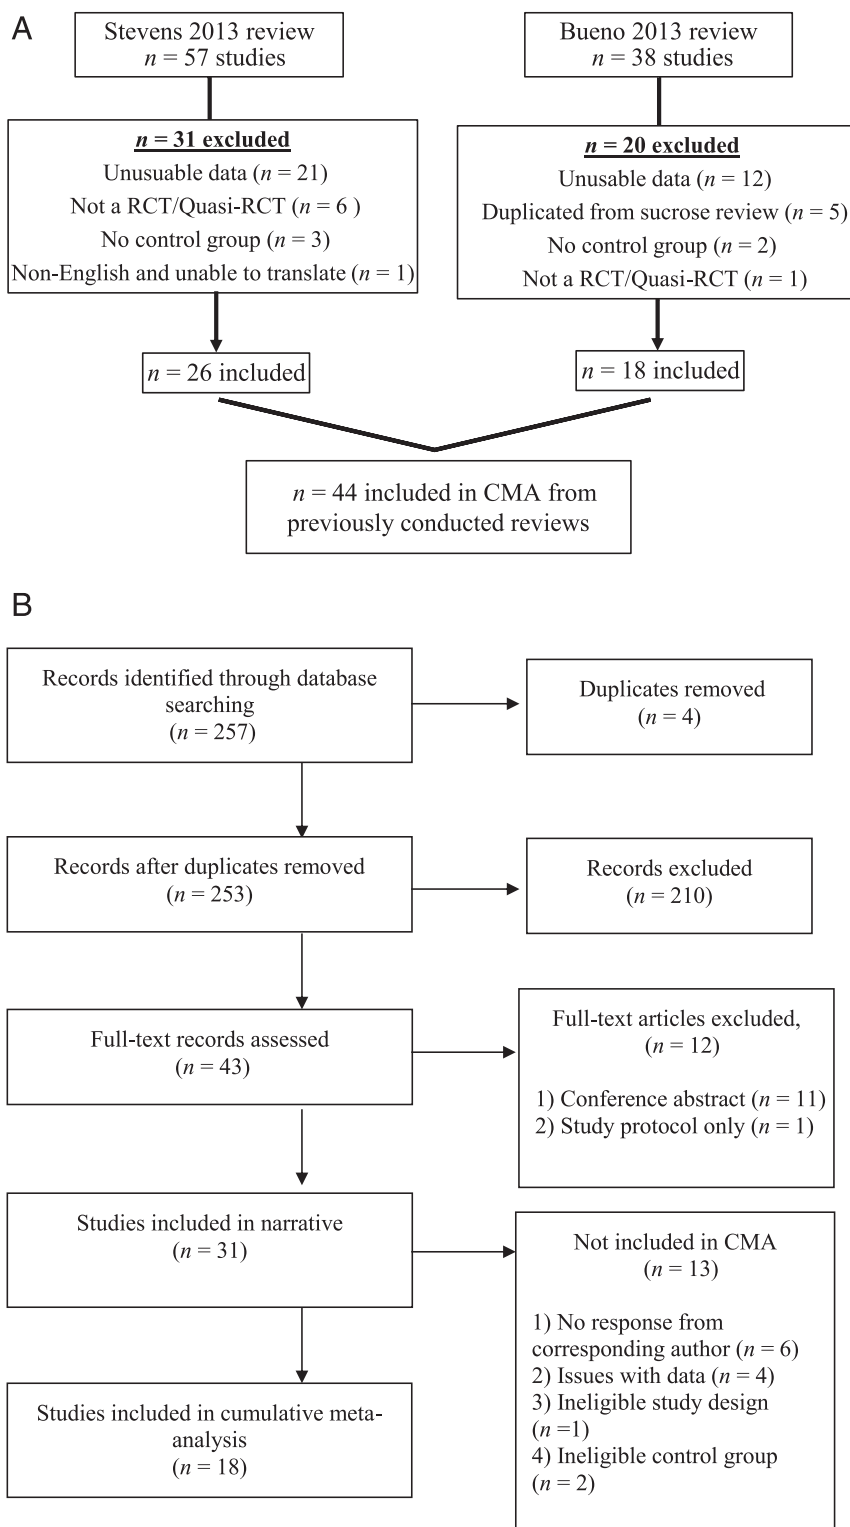 A
Stevens 2013 review
n = 57 studies
n = 31 excluded
Unusuable data (n = 21)
Not a RCT/Quasi-RCT (n = 6 )
No control group (n = 3)
Non-English and unable to translate (n = 1)
n = 26 included
Bueno 2013 review
n = 38 studies
n = 20 excluded
Unusable data (n = 12)
Duplicated from sucrose review (n = 5)
No control group (n = 2)
Not a RCT/Quasi-RCT (n = 1)
n = 18 included
n = 44 included in CMA from
previously conducted reviews
B
Records identified through database
searching
(n = 257)
Duplicates removed
(n = 4)
Records after duplicates removed
(n = 253)
Records excluded
(n = 210)
Full-text records assessed
(n = 43)
Full-text articles excluded,
(n = 12)
1) Conference abstract (n = 11)
2) Study protocol only (n = 1)
Studies included in narrative
(n = 31)
Not included in CMA
(n = 13)
1) No response from
corresponding author (n = 6)
2) Issues with data (n = 4)
3) Ineligible study design
(n =1)
4) Ineligible control group
(n = 2)
Studies included in cumulative meta-
analysis
(n = 18)